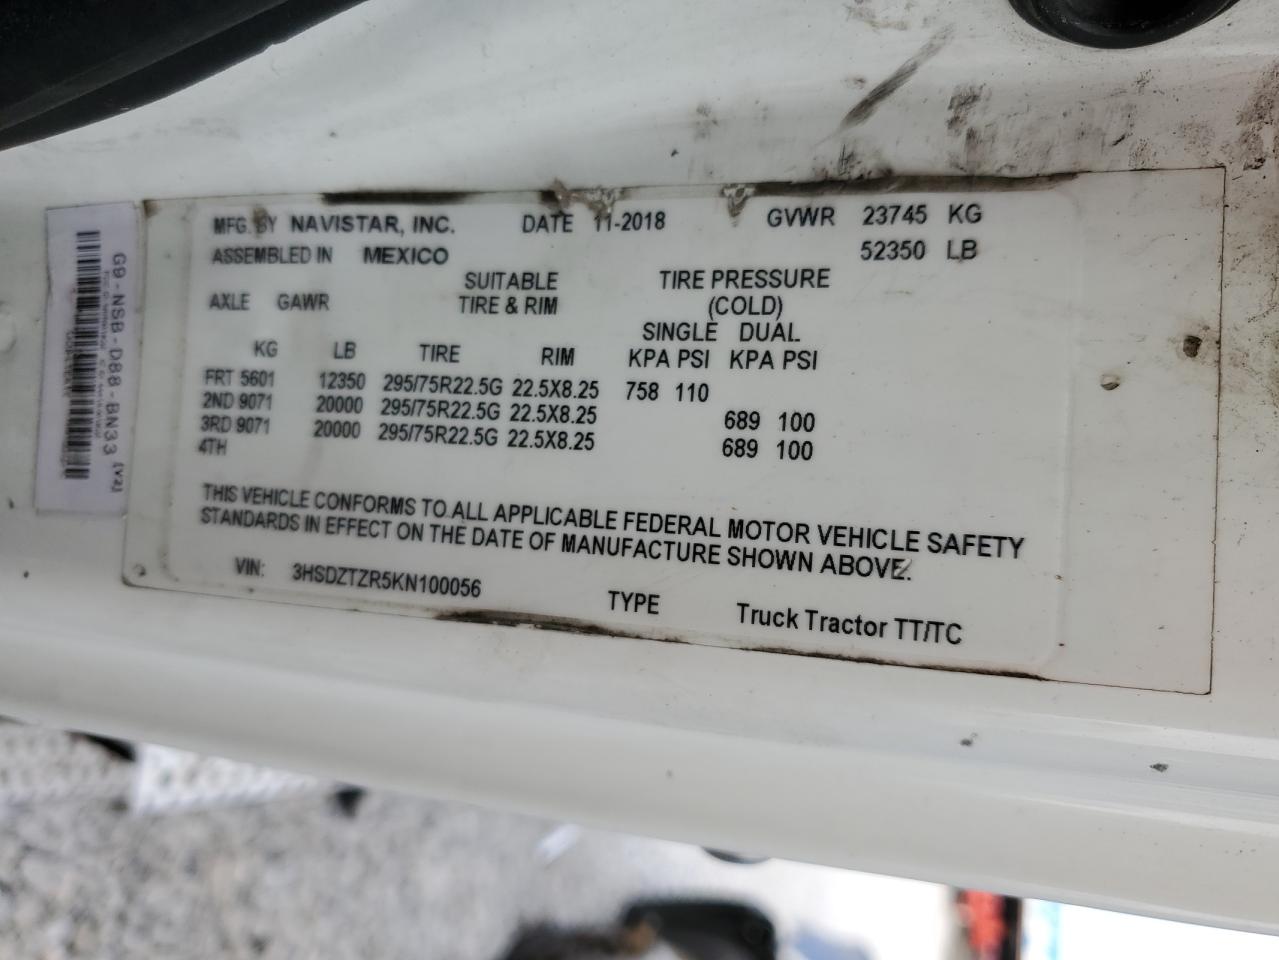 MFG. BY NAVISTAR, INC. DATE 11-2018 GVWR 23745 KG
ASSEMBLED IN MEXICO 52350 LB
SUITABLE TIRE PRESSURE
AXLE GAWR TIRE & RIM (COLD)
SINGLE DUAL
KG LB TIRE RIM KPA PSI KPA PSI
FRT 5601 12350 295/75R22.5G 22.5X8.25 758 110
2ND 9071 20000 295/75R22.5G 22.5X8.25 689 100
3RD 9071 20000 295/75R22.5G 22.5X8.25 689 100
4TH
THIS VEHICLE CONFORMS TO ALL APPLICABLE FEDERAL MOTOR VEHICLE SAFETY
STANDARDS IN EFFECT ON THE DATE OF MANUFACTURE SHOWN ABOVE.
VIN: 3HSDZTZR5KN100056 TYPE Truck Tractor TT/TC
G9-NSB-D88-BN33 (V2)